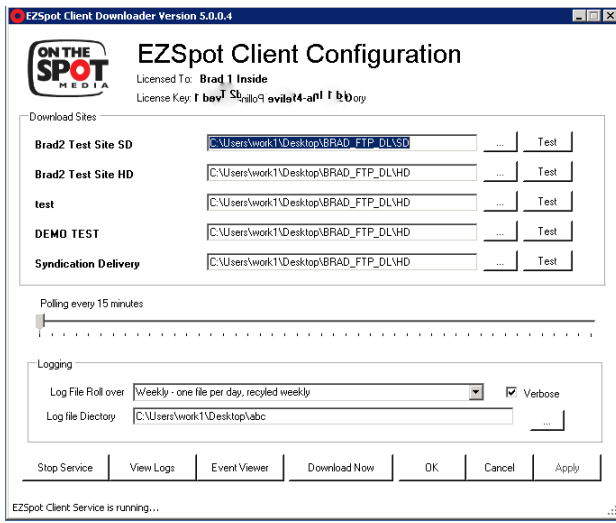 EZSpot Client Downloader Version 5.0.0.4
ON THE
SPOT
MEDIA
EZSpot Client Configuration
Licensed To: Brad 1 Inside
License Key:
Download Sites
Brad2 Test Site SD C:\Users\work1\Desktop\BRAD_FTP_DL\SD ... Test
Brad2 Test Site HD C:\Users\work1\Desktop\BRAD_FTP_DL\HD ... Test
test C:\Users\work1\Desktop\BRAD_FTP_DL\HD ... Test
DEMO TEST C:\Users\work1\Desktop\BRAD_FTP_DL\HD ... Test
Syndication Delivery C:\Users\work1\Desktop\BRAD_FTP_DL\HD ... Test
Polling every 15 minutes
Logging
Log File Roll over Weekly - one file per day, recyled weekly Verbose
Log file Diectory C:\Users\work1\Desktop\abc ...
Stop Service View Logs Event Viewer Download Now OK Cancel Apply
EZSpot Client Service is running...